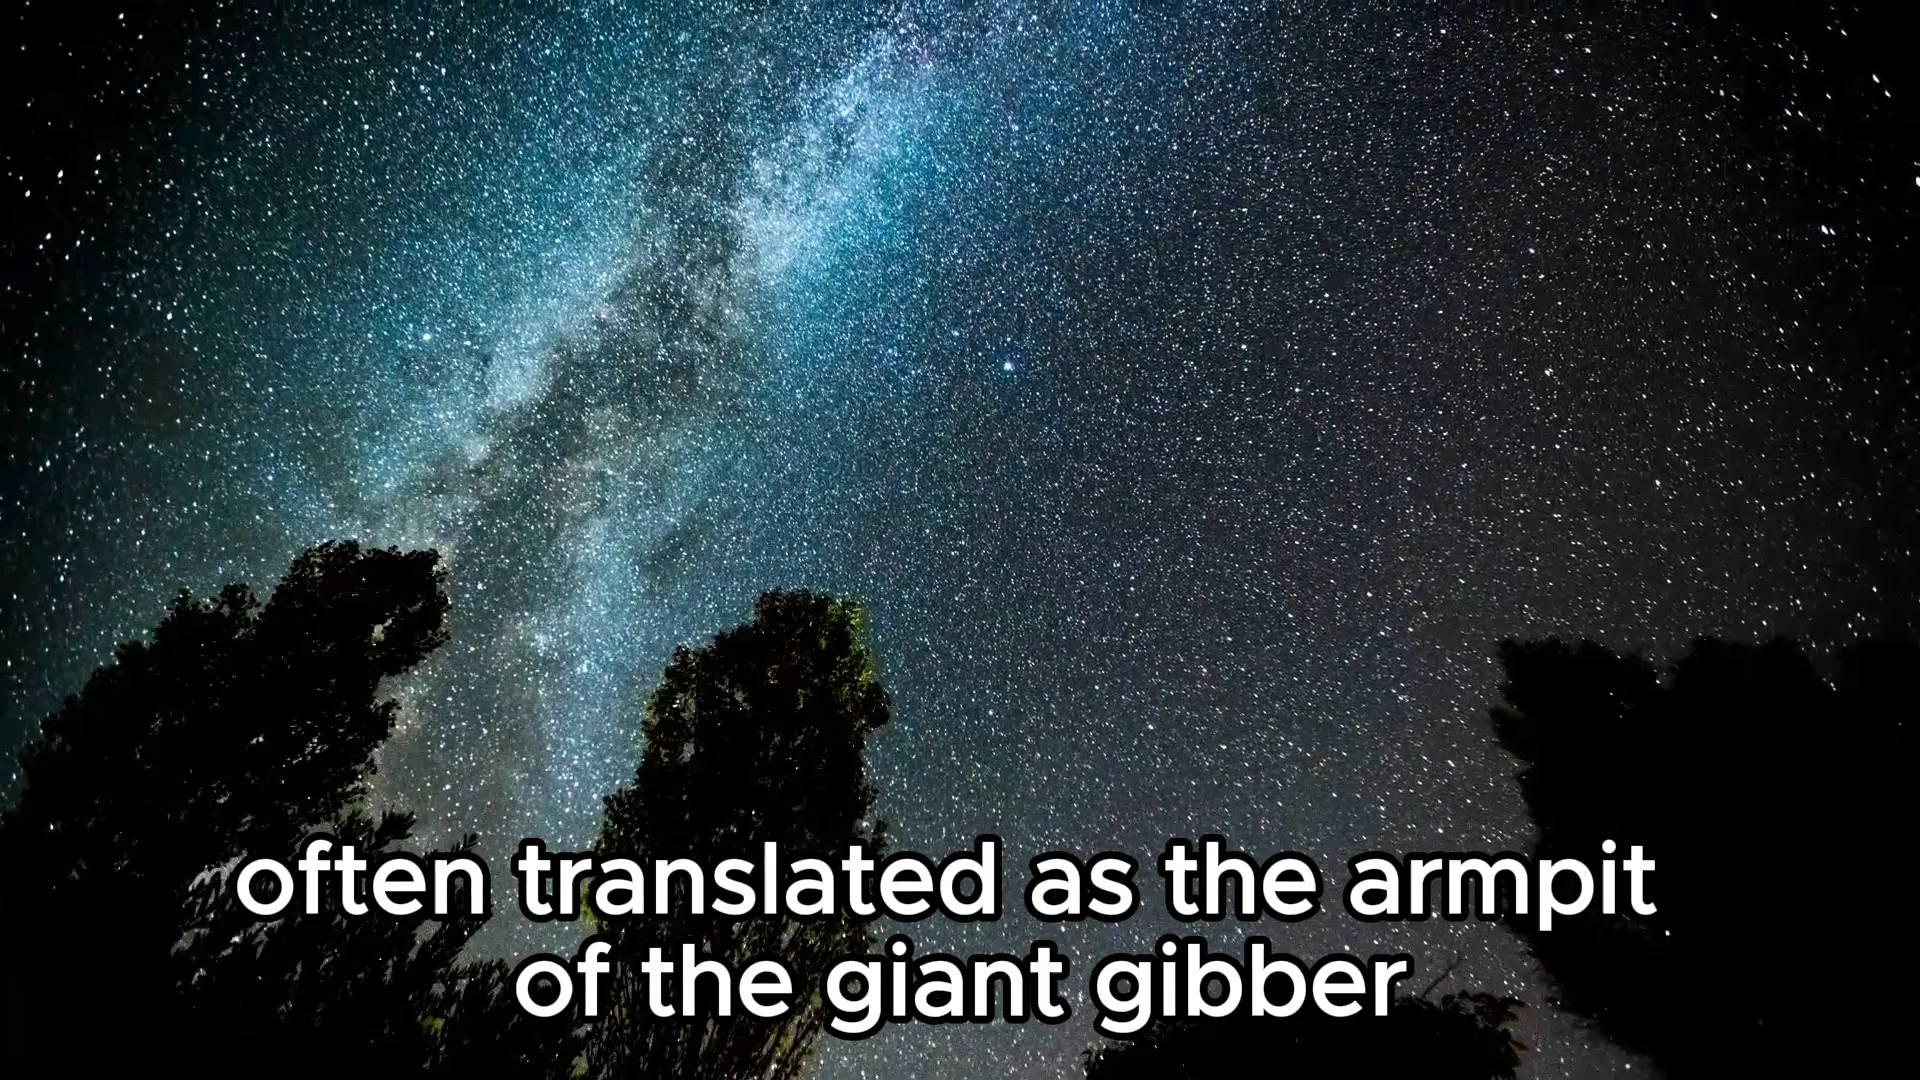 often translated as the armpit
of the giant gibber